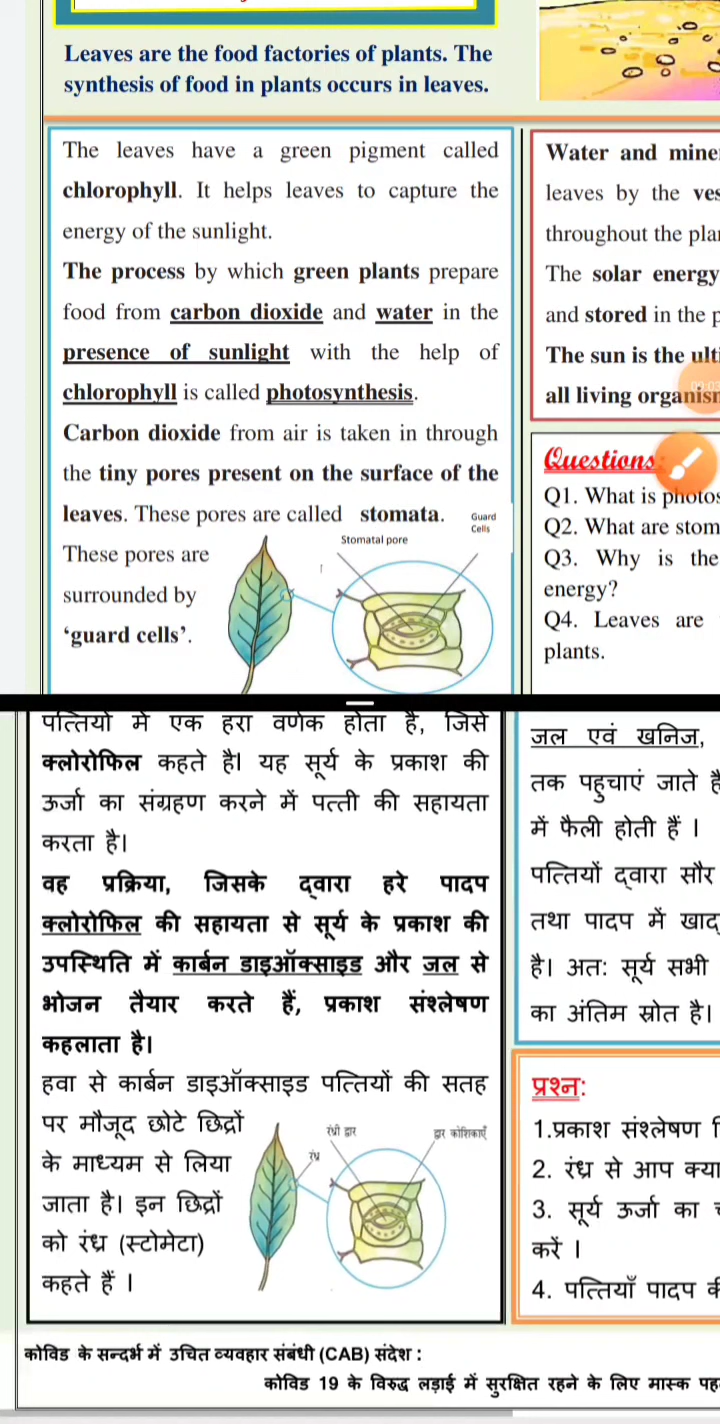 Leaves are the food factories of plants. The
synthesis of food in plants occurs in leaves.
The leaves have a green pigment called
chlorophyll. It helps leaves to capture the
energy of the sunlight.
The process by which green plants prepare
food from carbon dioxide and water in the
presence of sunlight with the help of
chlorophyll is called photosynthesis.
Carbon dioxide from air is taken in through
the tiny pores present on the surface of the
leaves. These pores are called stomata.
These pores are
surrounded by
‘guard cells’.
Stomatal pore
Guard
Cells
Water and mine
leaves by the ves
throughout the pla
The solar energy
and stored in the p
The sun is the ulti
all living organis
09:03
Questions:
Q1. What is photos
Q2. What are stom
Q3. Why is the
energy?
Q4. Leaves are
plants.
पत्तियों में एक हरा वर्णक होता है, जिसे
क्लोरोफिल कहते है। यह सूर्य के प्रकाश की
ऊर्जा का संग्रहण करने में पत्ती की सहायता
करता है।
वह प्रक्रिया, जिसके द्वारा हरे पादप
क्लोरोफिल की सहायता से सूर्य के प्रकाश की
उपस्थिति में कार्बन डाइऑक्साइड और जल से
भोजन तैयार करते हैं, प्रकाश संश्लेषण
कहलाता है।
हवा से कार्बन डाइऑक्साइड पत्तियों की सतह
पर मौजूद छोटे छिद्रों
के माध्यम से लिया
जाता है। इन छिद्रों
को रंध्र (स्टोमेटा)
कहते हैं ।
रंध्री द्वार
द्वार कोशिकाएँ
रंध्र
जल एवं खनिज,
तक पहुचाएं जाते है
में फैली होती हैं ।
पत्तियों द्वारा सौर
तथा पादप में खाद्
है। अत: सूर्य सभी
का अंतिम स्रोत है।
प्रश्न:
1.प्रकाश संश्लेषण
2. रंध्र से आप क्या
3. सूर्य ऊर्जा का
करें ।
4. पत्तियाँ पादप
कोविड के सन्दर्भ में उचित व्यवहार संबंधी (CAB) संदेश :
कोविड 19 के विरुद्ध लड़ाई में सुरक्षित रहने के लिए मास्क पह